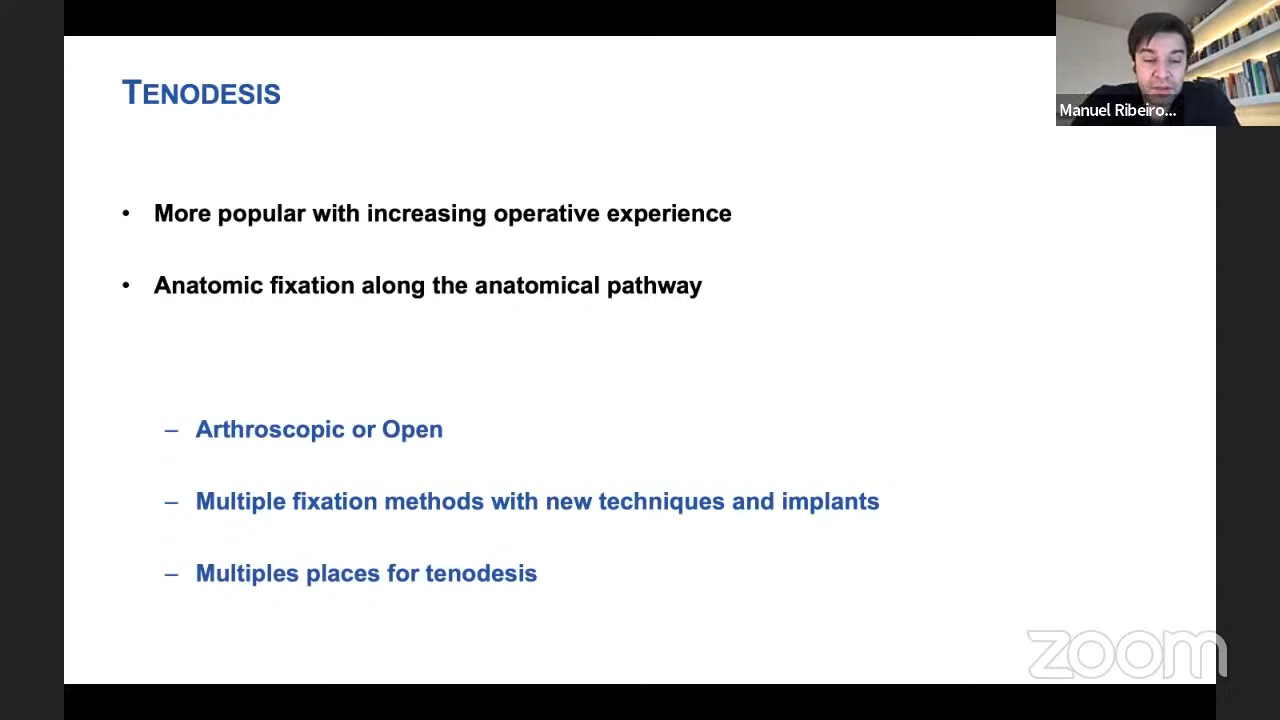 TENODESIS
Manuel Ribeiro...
• More popular with increasing operative experience
• Anatomic fixation along the anatomical pathway
– Arthroscopic or Open
– Multiple fixation methods with new techniques and implants
– Multiples places for tenodesis
zoom